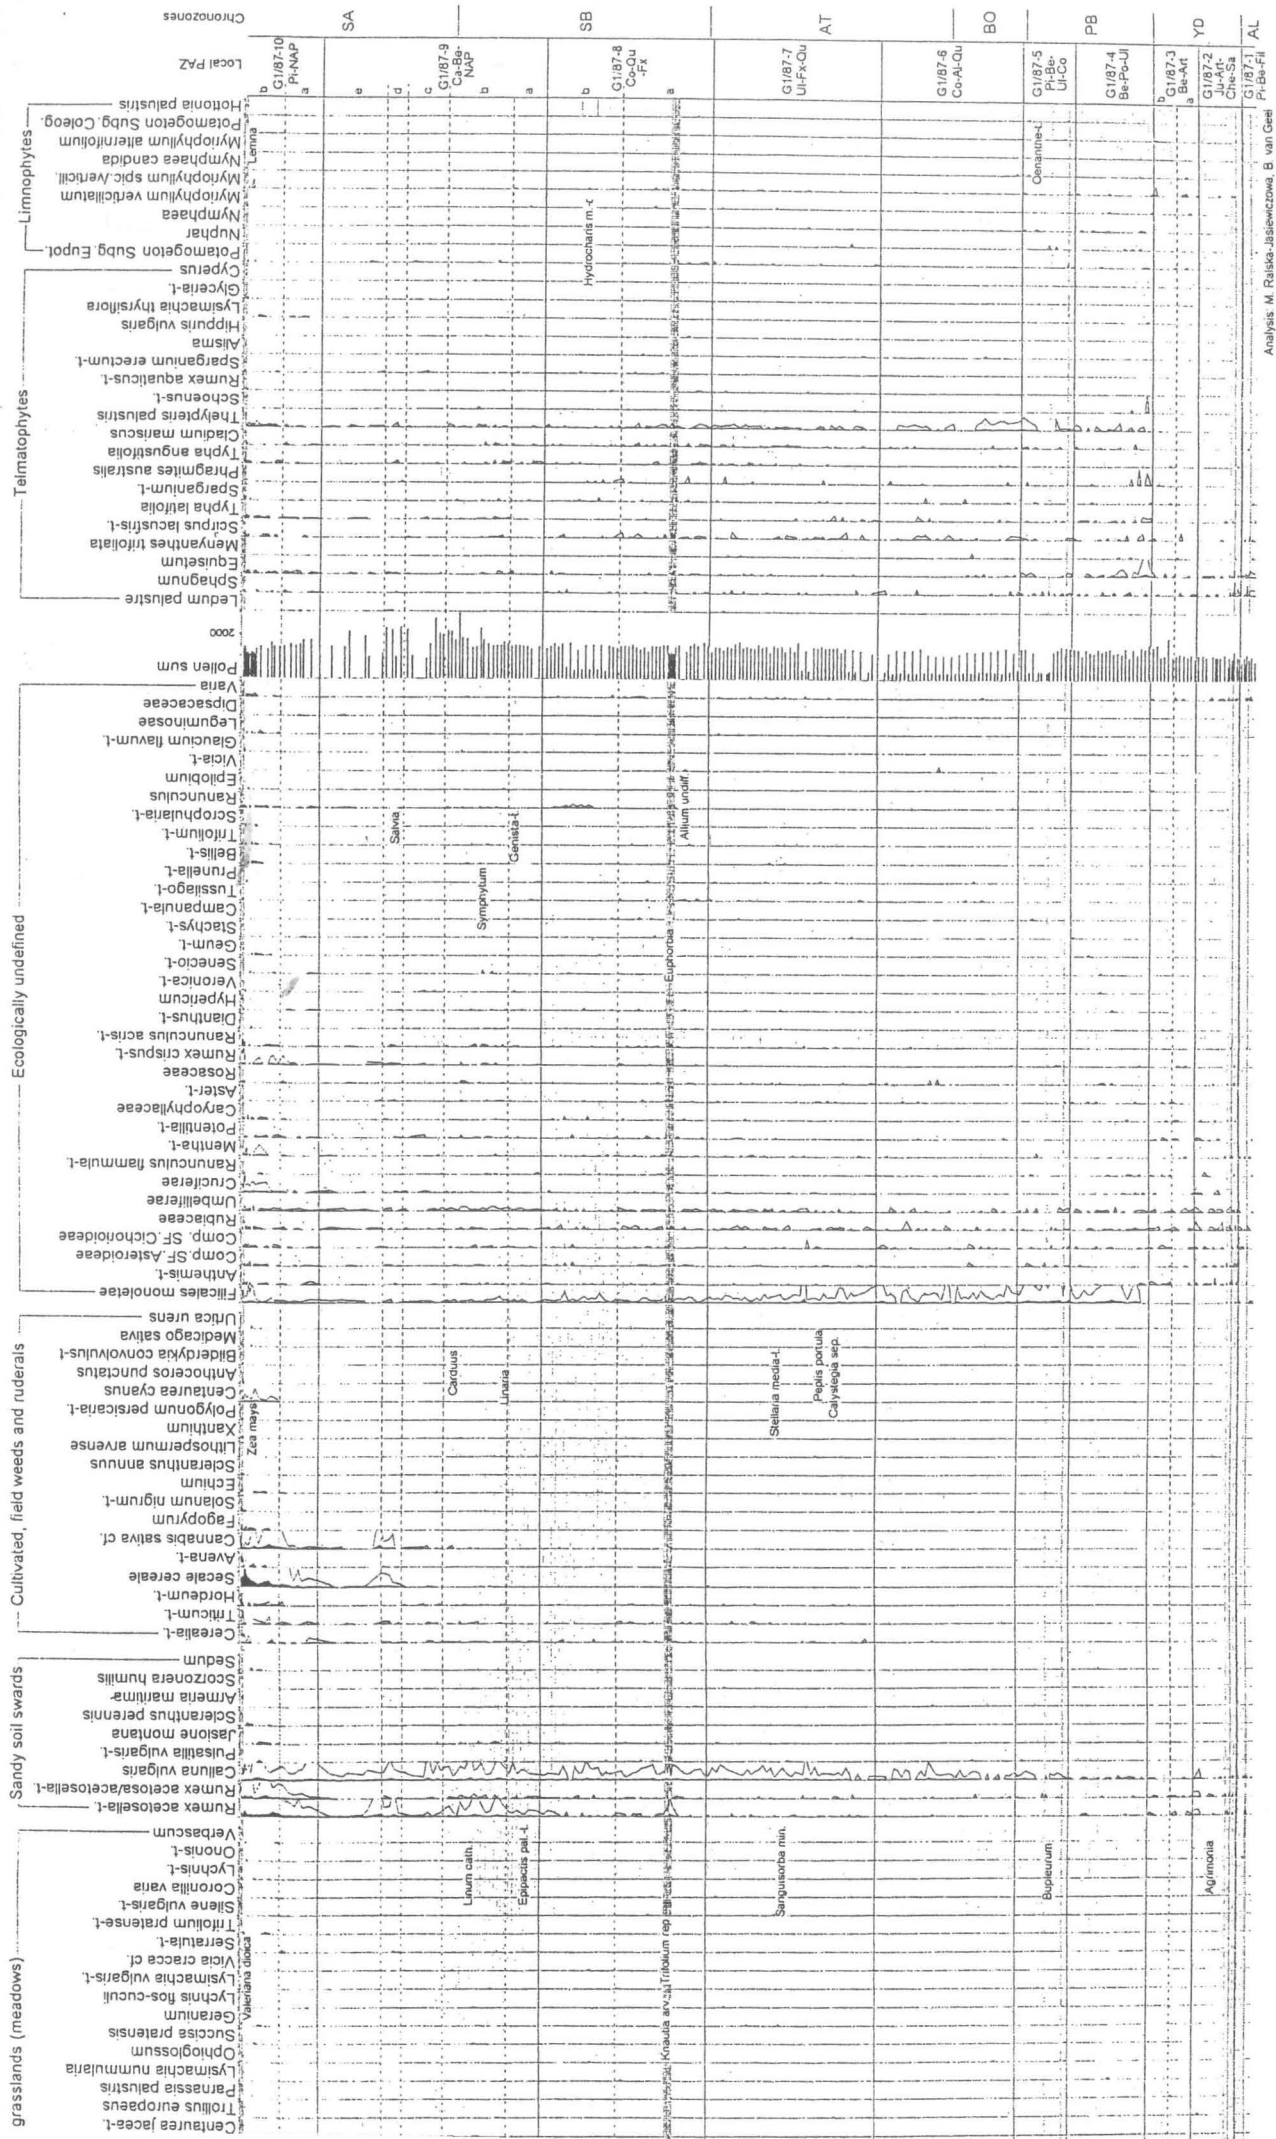 grasslands (meadows)
Sandy soil swards
Cultivated, field weeds and ruderals
Ecologically undefined
Telmatophytes
Limnophytes
Centaurea jacea-t.
Trollius europaeus
Parnassia palustris
Lysimachia nummularia
Ophioglossum
Succisa pratensis
Geranium
Lychnis flos-cuculi
Lysimachia vulgaris-t.
Vicia cracca cf.
Serratula-t.
Trifolium pratense-t.
Silene vulgaris-t.
Coronilla varia
Lychnis-t.
Ononis-t.
Verbascum
Rumex acetosella-t.
Rumex acetosa/acetosella-t.
Calluna vulgaris
Pulsatilla vulgaris-t.
Jasione montana
Scleranthus perennis
Armeria maritima
Scorzonera humilis
Sedum
Cerealia-t.
Triticum-t.
Hordeum-t.
Secale cereale
Avena-t.
Cannabis sativa cf.
Fagopyrum
Solanum nigrum-t.
Echium
Scleranthus annuus
Lithospermum arvense
Xanthium
Polygonum persicaria-t.
Centaurea cyanus
Anthoceros punctatus
Bilderdykia convolvulus-t
Medicago sativa
Urtica urens
Filicales monoletae
Anthemis-t.
Comp.SF.Asteroideae
Comp. SF.Cichorioideae
Rubiaceae
Umbelliferae
Cruciferae
Ranunculus flammula-t.
Mentha-t.
Potentilla-t.
Caryophyllaceae
Aster-t.
Rosaceae
Rumex crispus-t.
Ranunculus acris-t.
Dianthus-t.
Hypericum
Veronica-t.
Senecio-t.
Geum-t.
Stachys-t.
Campanula-t.
Tussilago-t.
Prunella-t.
Bellis-t.
Trifolium-t.
Scrophularia-t.
Ranunculus
Epilobium
Vicia-t.
Glaucium flavum-t.
Leguminosae
Dipsacaceae
Varia
Pollen sum
2000
Ledum palustre
Sphagnum
Equisetum
Menyanthes trifoliata
Scirpus lacustris-t.
Typha latifolia
Sparganium-t.
Phragmites australis
Typha angustifolia
Cladium mariscus
Thelypteris palustris
Schoenus-t.
Rumex aquaticus-t.
Sparganium erectum-t.
Alisma
Hippuris vulgaris
Lysimachia thyrsiflora
Glyceria-t.
Cyperus
Potamogeton Subg.Eupot.
Nuphar
Nymphaea
Myriophyllum verticillatum
Myriophyllum spic./verticill.
Nymphaea candida
Myriophyllum alterniflorum
Potamogeton Subg.Coleog.
Hottonia palustris
Local PAZ
Chronozones
Valeriana dioica
Zea mays
Lemna
Linum cath.
Epipactis pal.-t.
Knautia arv.
Trifolium rep.
Sanguisorba min.
Bupleurum
Agrimonia
Carduus
Linaria
Stellaria media-t.
Peplis portula
Calystegia sep.
Salvia
Symphytum
Genista-t.
Euphorbia
Allium undiff.
Hydrocharis m.-r.
Oenanthe-t.
b
G1/87-10
Pi-NAP
a
e
d
c
G1/87-9
Ca-Be-
NAP
b
a
b
G1/87-8
Co-Qu
-Fx
a
G1/87-7
Ul-Fx-Qu
G1/87-6
Co-Al-Qu
G1/87-5
Pi-Be-
Ul-Co
G1/87-4
Be-Po-Ul
b
G1/87-3
Be-Art
a
G1/87-2
Ju-Art-
Che-Sa
G1/87-1
Pi-Be-Fil
SA
SB
AT
BO
PB
YD
AL
Analysis: M. Ralska-Jasiewiczowa, B. van Geel